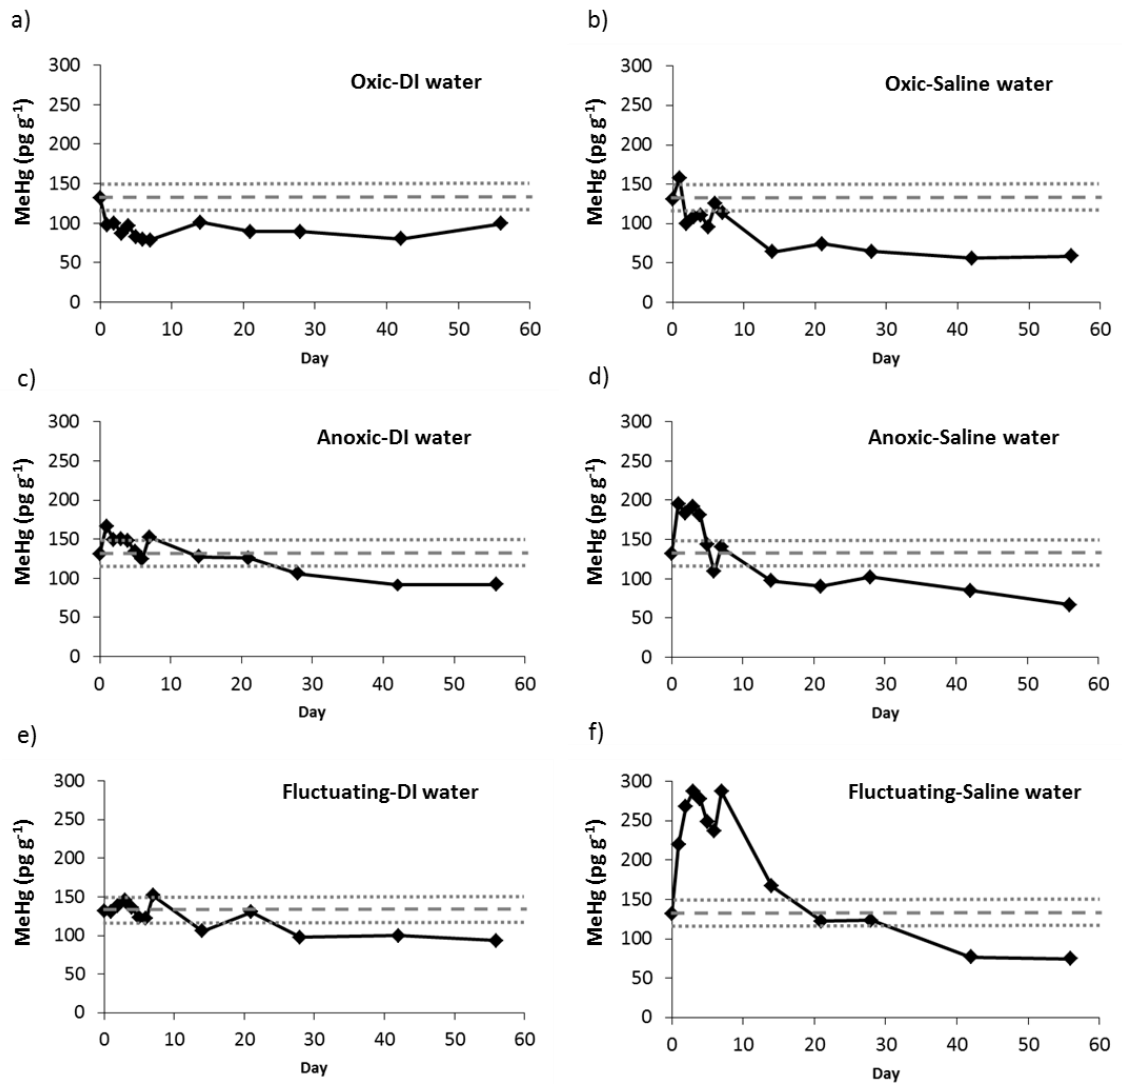 a)
Oxic-DI water
MeHg (pg g-1)
300
250
200
150
100
50
0
0 10 20 30 40 50 60
Day
b)
Oxic-Saline water
MeHg (pg g-1)
300
250
200
150
100
50
0
0 10 20 30 40 50 60
Day
c)
Anoxic-DI water
MeHg (pg g-1)
300
250
200
150
100
50
0
0 10 20 30 40 50 60
Day
d)
Anoxic-Saline water
MeHg (pg g-1)
300
250
200
150
100
50
0
0 10 20 30 40 50 60
Day
e)
Fluctuating-DI water
MeHg (pg g-1)
300
250
200
150
100
50
0
0 10 20 30 40 50 60
Day
f)
Fluctuating-Saline water
MeHg (pg g-1)
300
250
200
150
100
50
0
0 10 20 30 40 50 60
Day